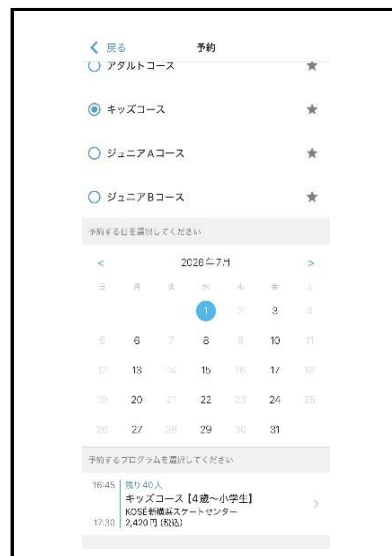 戻る 予約
アダルトコース ★
キッズコース ★
ジュニアAコース ★
ジュニアBコース ★
予約する日を選択してください
< 2026年7月 >
日 月 火 水 木 金 土
1 2 3 4
5 6 7 8 9 10 11
12 13 14 15 16 17 18
19 20 21 22 23 24 25
26 27 28 29 30 31
予約するプログラムを選択してください
16:45 残り40人
キッズコース【4歳～小学生】
KOSÉ新横浜スケートセンター
17:30 2,420円(税込)